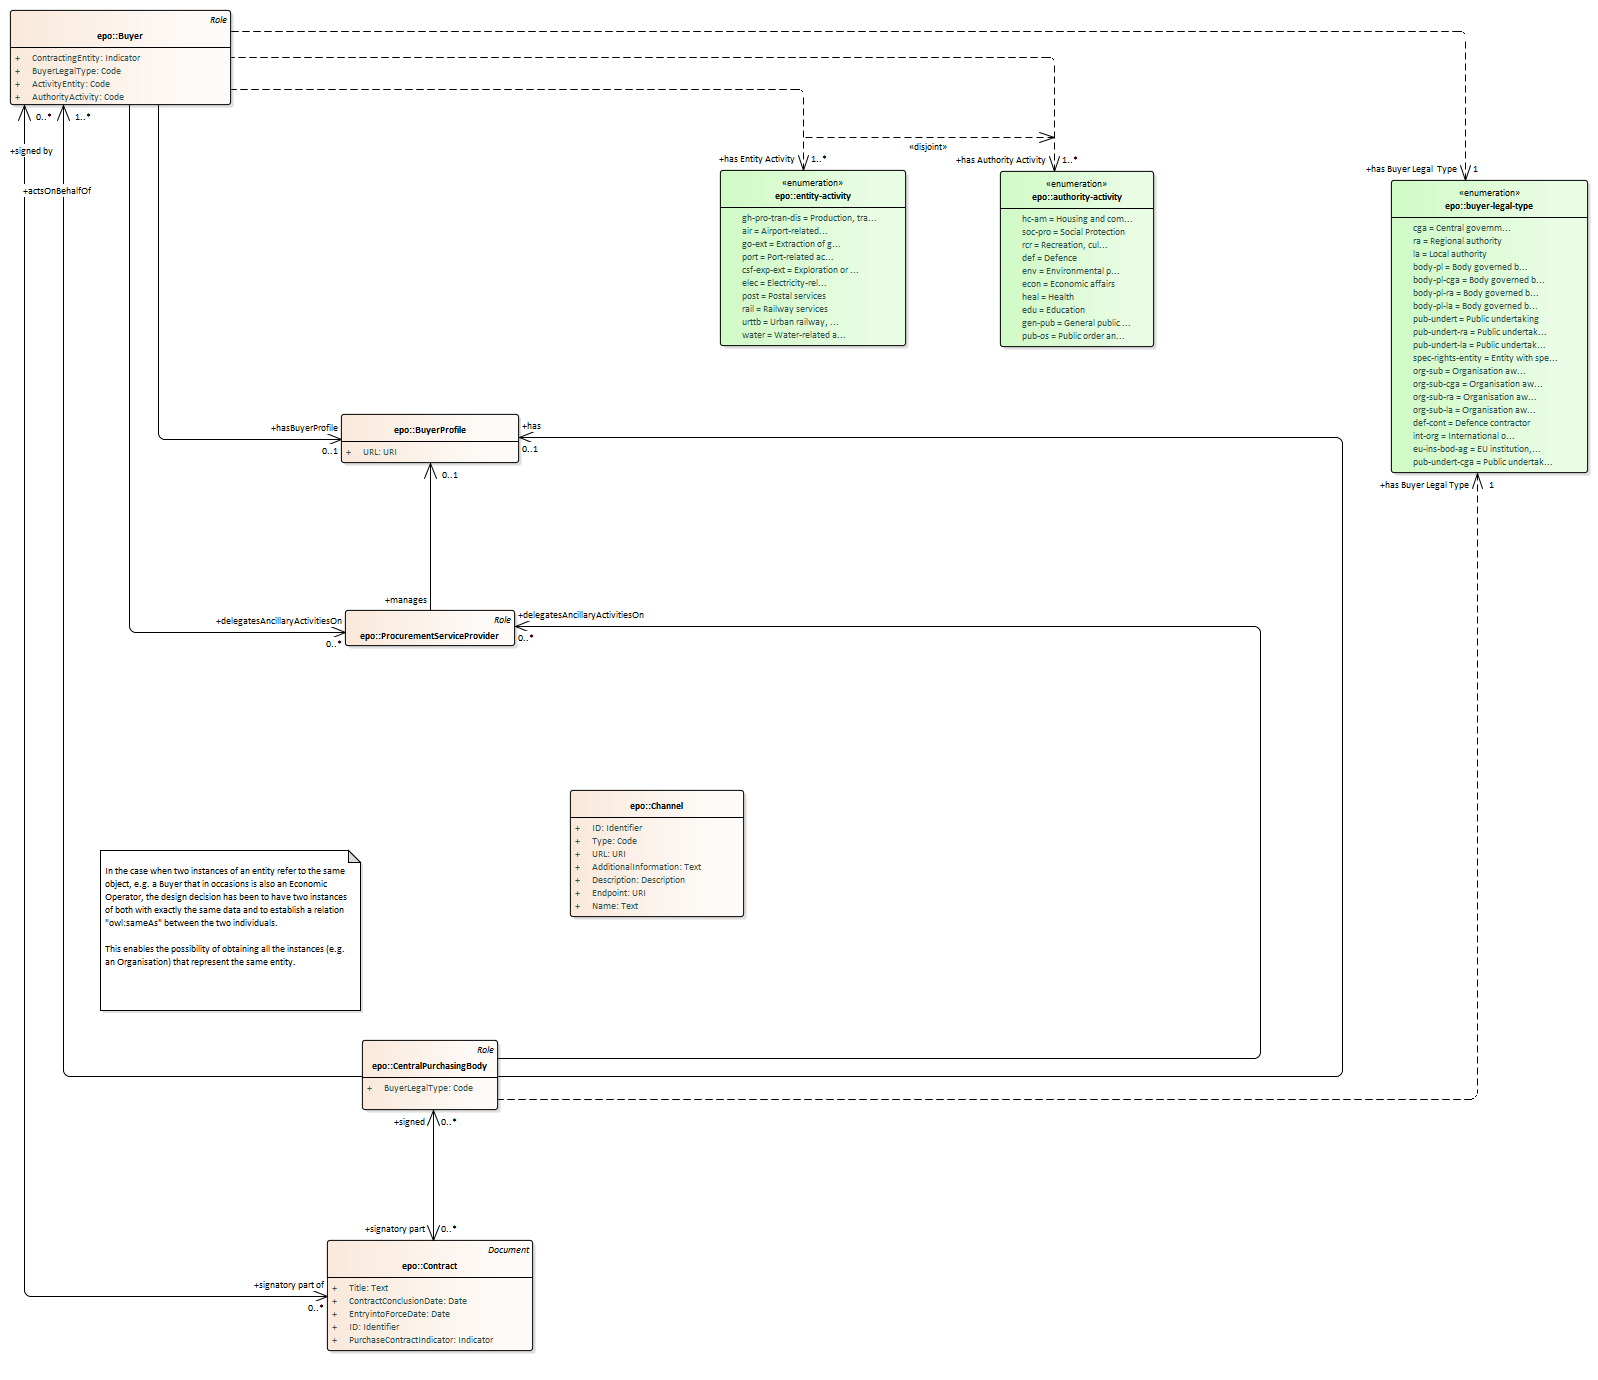 Role
epo::Buyer
+ ContractingEntity: Indicator
+ BuyerLegalType: Code
+ ActivityEntity: Code
+ AuthorityActivity: Code
0..*
1..*
+signed by
+actsOnBehalfOf
«disjoint»
+has Entity Activity
1..*
+has Authority Activity
1..*
+has Buyer Legal Type
1
«enumeration»
epo::entity-activity
gh-pro-tran-dis = Production, tra...
air = Airport-related...
go-ext = Extraction of g...
port = Port-related ac...
csf-exp-ext = Exploration or ...
elec = Electricity-rel...
post = Postal services
rail = Railway services
urttb = Urban railway, ...
water = Water-related a...
«enumeration»
epo::authority-activity
hc-am = Housing and com...
soc-pro = Social Protection
rcr = Recreation, cul...
def = Defence
env = Environmental p...
econ = Economic affairs
heal = Health
edu = Education
gen-pub = General public ...
pub-os = Public order an...
«enumeration»
epo::buyer-legal-type
cga = Central governm...
ra = Regional authority
la = Local authority
body-pl = Body governed b...
body-pl-cga = Body governed b...
body-pl-ra = Body governed b...
body-pl-la = Body governed b...
pub-undert = Public undertaking
pub-undert-ra = Public undertak...
pub-undert-la = Public undertak...
spec-rights-entity = Entity with spe...
org-sub = Organisation aw...
org-sub-cga = Organisation aw...
org-sub-ra = Organisation aw...
org-sub-la = Organisation aw...
def-cont = Defence contractor
int-org = International o...
eu-ins-bod-ag = EU institution,...
pub-undert-cga = Public undertak...
+has Buyer Legal Type
1
+hasBuyerProfile
0..1
epo::BuyerProfile
+ URL: URI
+has
0..1
0..1
+manages
+delegatesAncillaryActivitiesOn
0..*
Role
epo::ProcurementServiceProvider
+delegatesAncillaryActivitiesOn
0..*
epo::Channel
+ ID: Identifier
+ Type: Code
+ URL: URI
+ AdditionalInformation: Text
+ Description: Description
+ Endpoint: URI
+ Name: Text
In the case when two instances of an entity refer to the same
object, e.g. a Buyer that in occasions is also an Economic
Operator, the design decision has been to have two instances
of both with exactly the same data and to establish a relation
"owl:sameAs" between the two individuals.
This enables the possibility of obtaining all the instances (e.g.
an Organisation) that represent the same entity.
Role
epo::CentralPurchasingBody
+ BuyerLegalType: Code
+signed
0..*
+signatory part
0..*
+signatory part of
0..*
Document
epo::Contract
+ Title: Text
+ ContractConclusionDate: Date
+ EntryintoForceDate: Date
+ ID: Identifier
+ PurchaseContractIndicator: Indicator